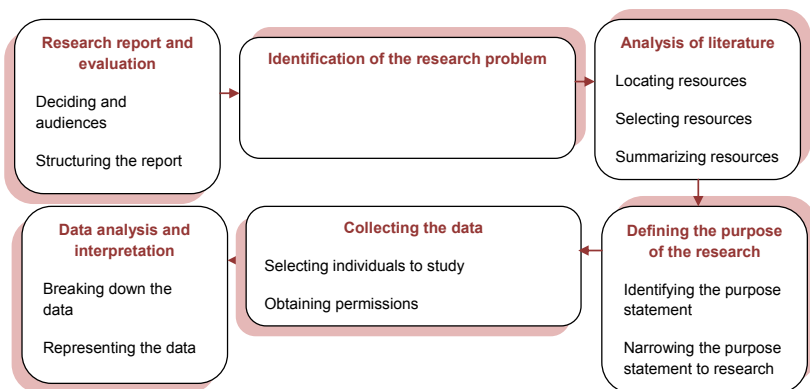 Research report and
evaluation
Deciding and
audiences
Structuring the report
Identification of the research problem
Analysis of literature
Locating resources
Selecting resources
Summarizing resources
Data analysis and
interpretation
Breaking down the
data
Representing the data
Collecting the data
Selecting individuals to study
Obtaining permissions
Defining the purpose
of the research
Identifying the purpose
statement
Narrowing the purpose
statement to research